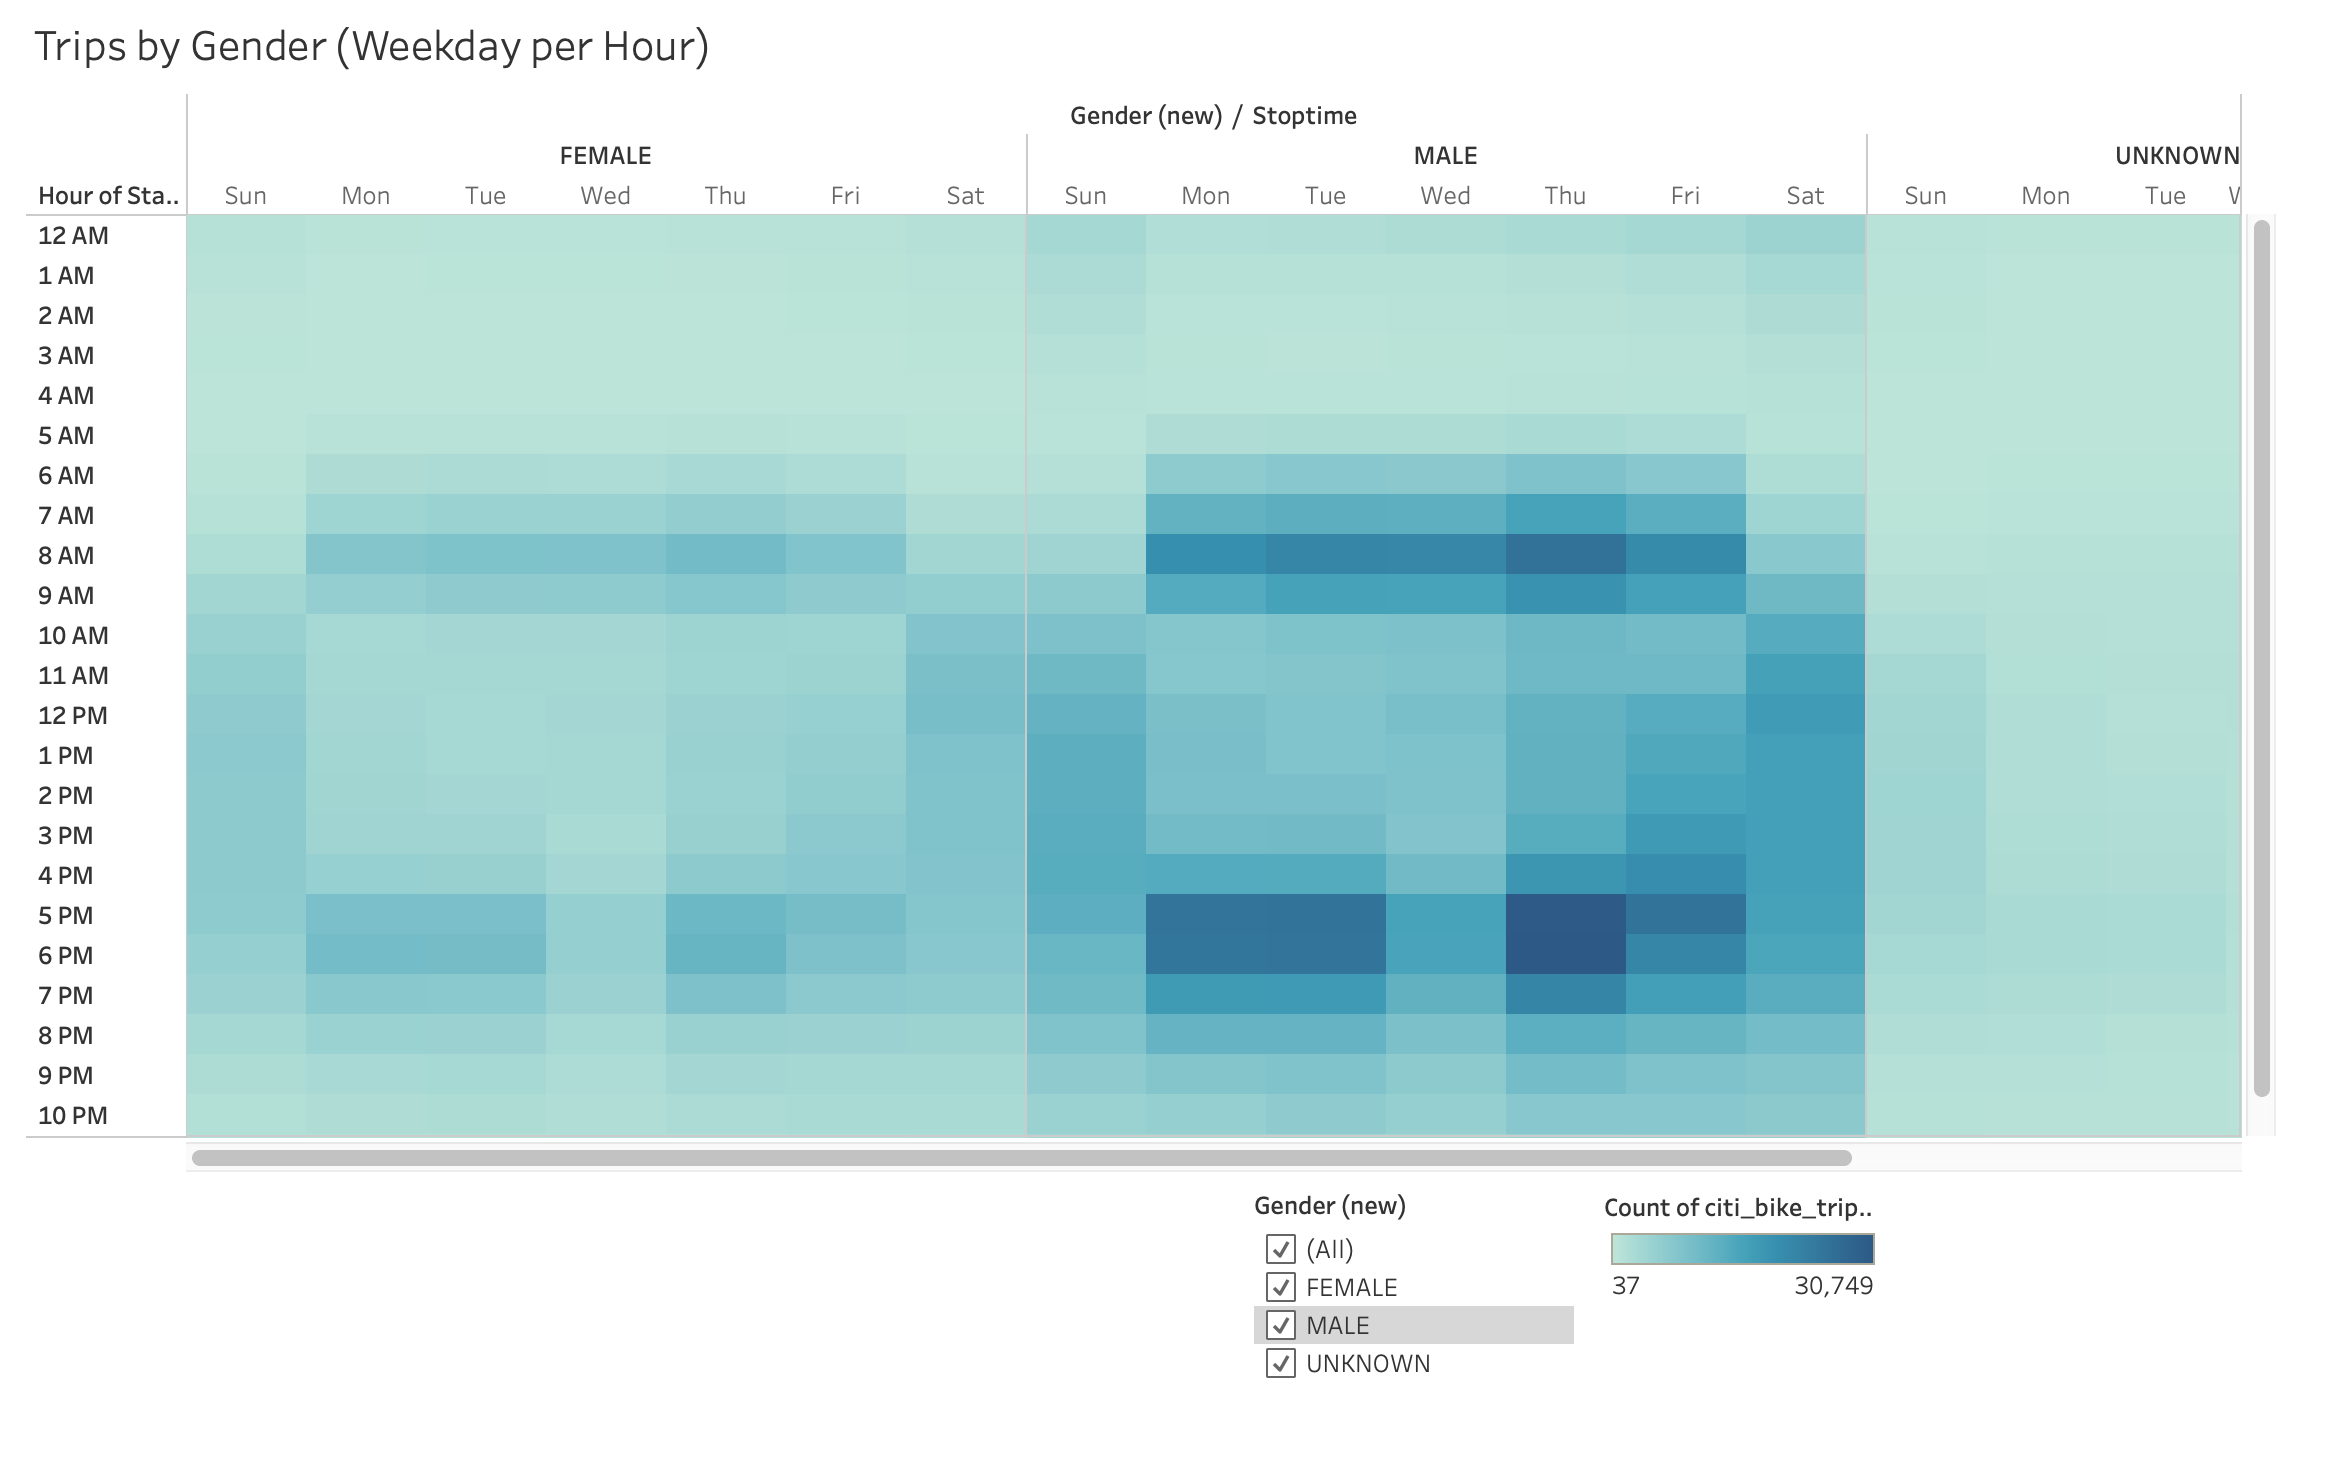 Trips by Gender (Weekday per Hour)
Gender (new) / Stoptime
FEMALE MALE UNKNOWN
Hour of Sta.. Sun Mon Tue Wed Thu Fri Sat Sun Mon Tue Wed Thu Fri Sat Sun Mon Tue
12 AM
1 AM
2 AM
3 AM
4 AM
5 AM
6 AM
7 AM
8 AM
9 AM
10 AM
11 AM
12 PM
1 PM
2 PM
3 PM
4 PM
5 PM
6 PM
7 PM
8 PM
9 PM
10 PM
Gender (new)
(All)
FEMALE
MALE
UNKNOWN
Count of citi_bike_trip..
37 30,749